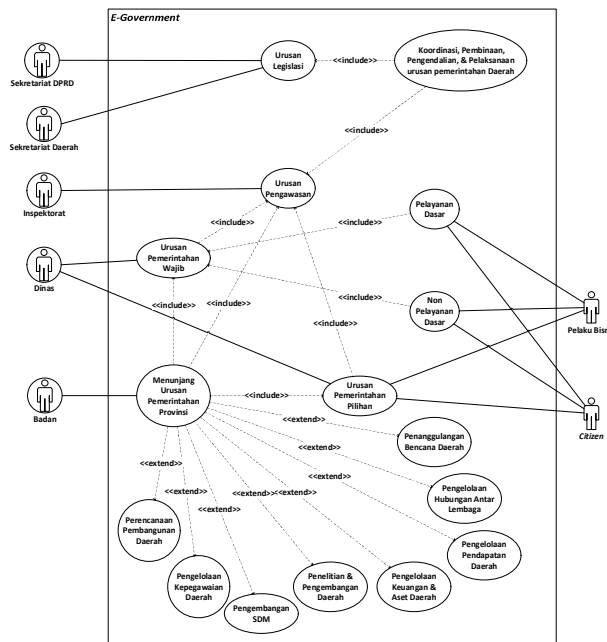 E-Government
Urusan
Legislasi
<<include>>
Koordinasi, Pembinaan,
Pengendalian, & Pelaksanaan
urusan pemerintahan Daerah
Sekretariat DPRD
<<include>>
Sekretariat Daerah
Urusan
Pengawasan
Inspektorat
<<include>>
<<include>>
Pelayanan
Dasar
Urusan
Pemerintahan
Wajib
Dinas
<<include>>
<<include>>
<<include>>
<<include>>
Non
Pelayanan
Dasar
Pelaku Bisr
Menunjang
Urusan
Pemerintahan
Provinsi
<<include>>
Urusan
Pemerintahan
Pilihan
Badan
Citizen
<<extend>>
Penanggulangan
Bencana Daerah
<<extend>>
<<extend>>
<<extend>>
<<extend>>
<<extend>>
<<extend>>
<<extend>>
<<extend>>
Pengelolaan
Hubungan Antar
Lembaga
Perencanaan
Pembangunan
Daerah
Pengelolaan
Pendapatan
Daerah
Pengelolaan
Kepegawaian
Daerah
Pengembangan
SDM
Penelitian &
Pengembangan
Daerah
Pengelolaan
Keuangan &
Aset Daerah